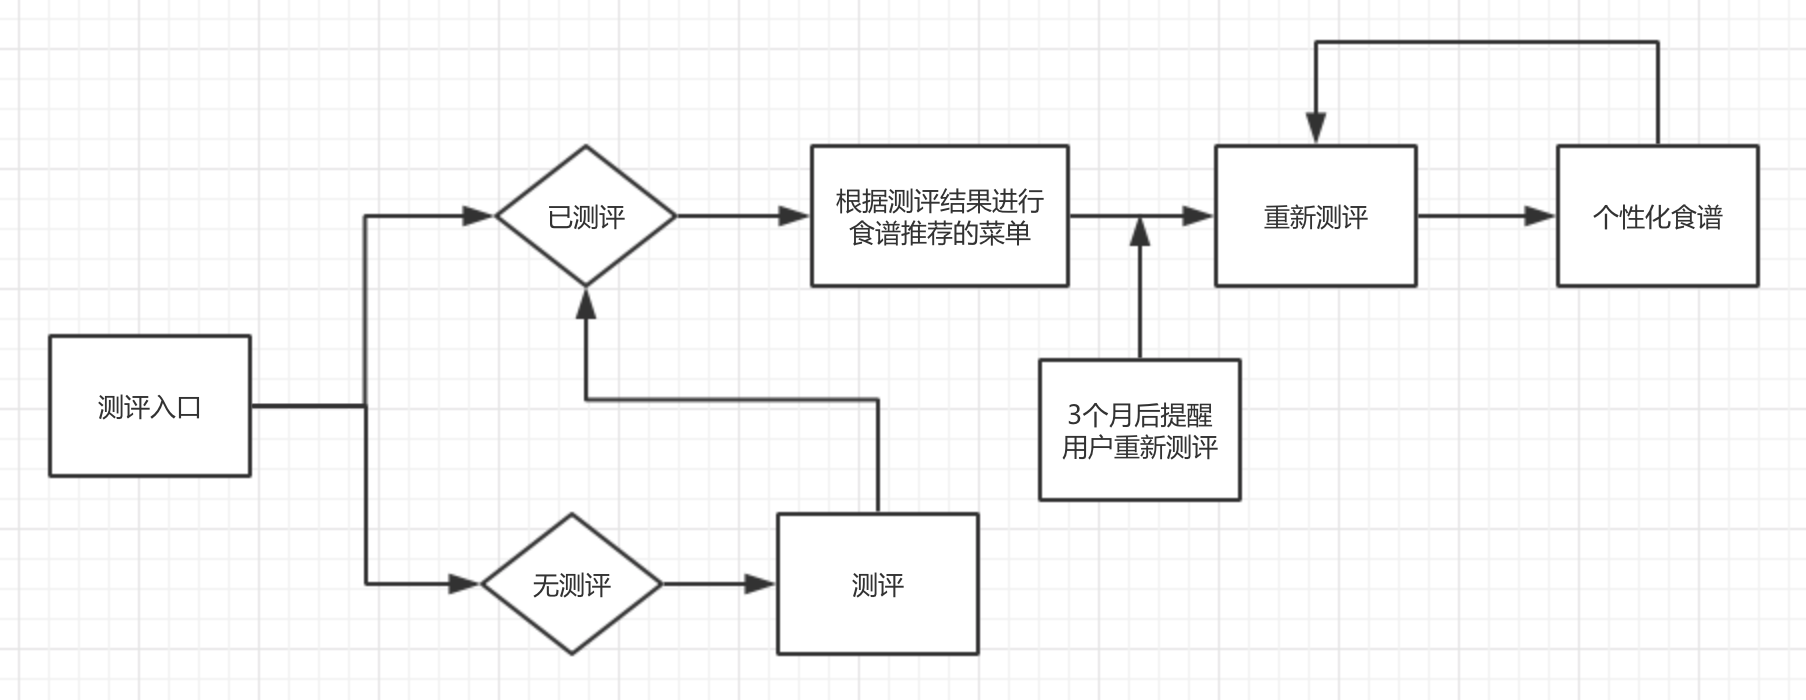 已测评
根据测评结果进行
食谱推荐的菜单
重新测评
个性化食谱
测评入口
3个月后提醒
用户重新测评
无测评
测评